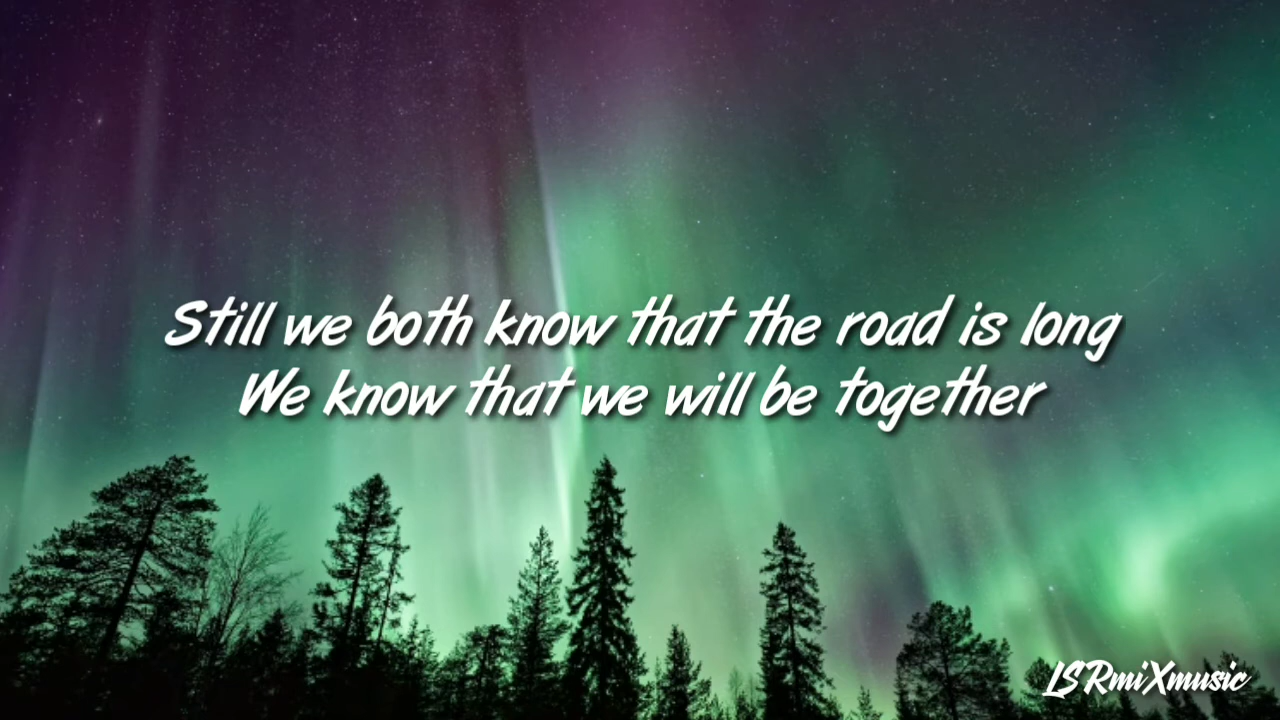 Still we both know that the road is long
We know that we will be together
LSRmiXmusic